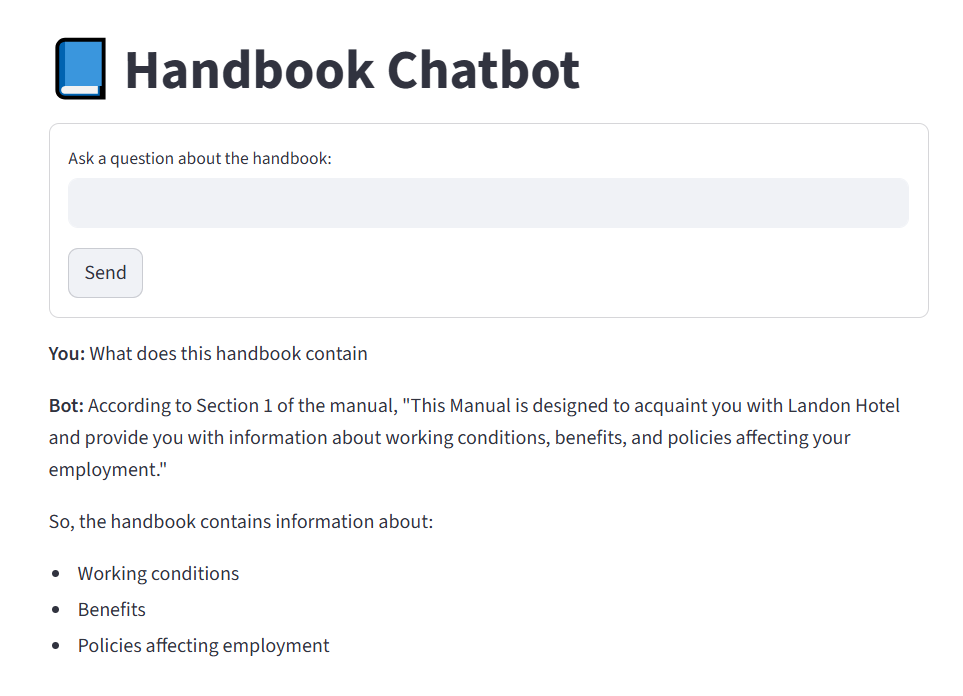 Handbook Chatbot
Ask a question about the handbook:
Send
You: What does this handbook contain
Bot: According to Section 1 of the manual, "This Manual is designed to acquaint you with Landon Hotel
and provide you with information about working conditions, benefits, and policies affecting your
employment."
So, the handbook contains information about:
• Working conditions
• Benefits
• Policies affecting employment